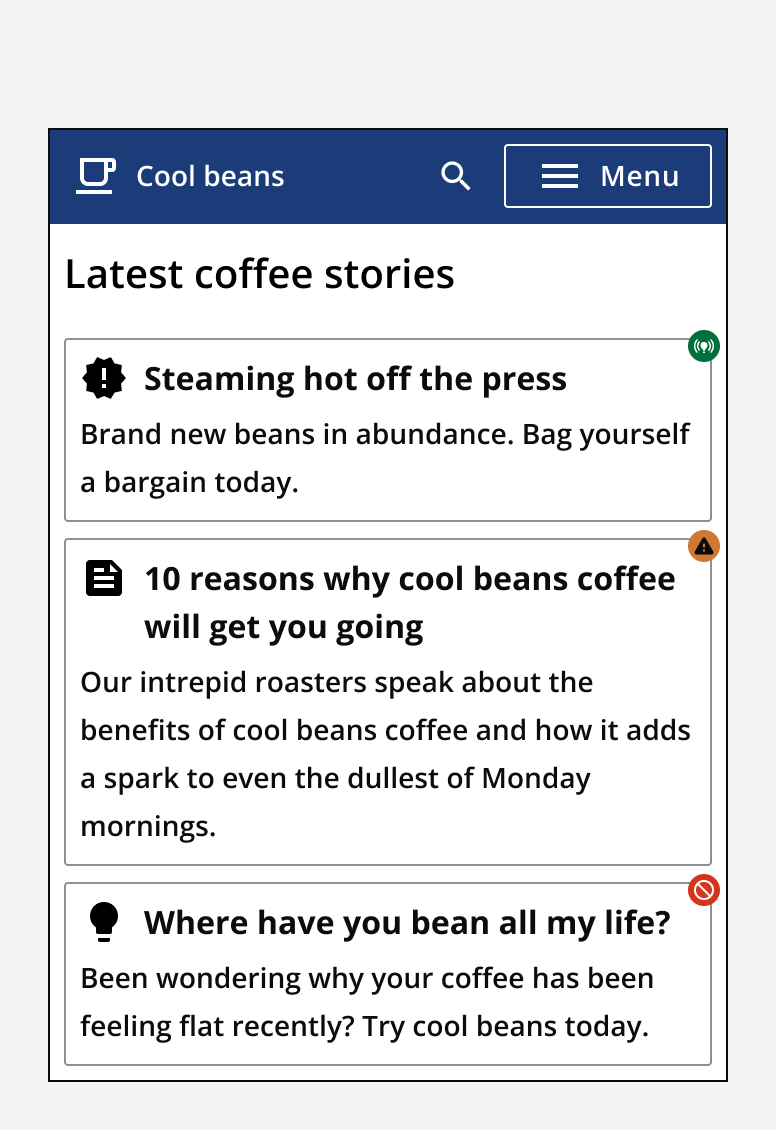 Cool beans
Menu
Latest coffee stories
Steaming hot off the press
Brand new beans in abundance. Bag yourself
a bargain today.
10 reasons why cool beans coffee
will get you going
Our intrepid roasters speak about the
benefits of cool beans coffee and how it adds
a spark to even the dullest of Monday
mornings.
Where have you bean all my life?
Been wondering why your coffee has been
feeling flat recently? Try cool beans today.